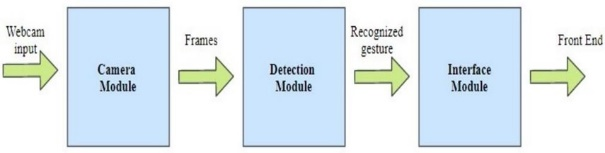 Webcam
input
Camera
Module
Frames
Detection
Module
Recognized
gesture
Interface
Module
Front End